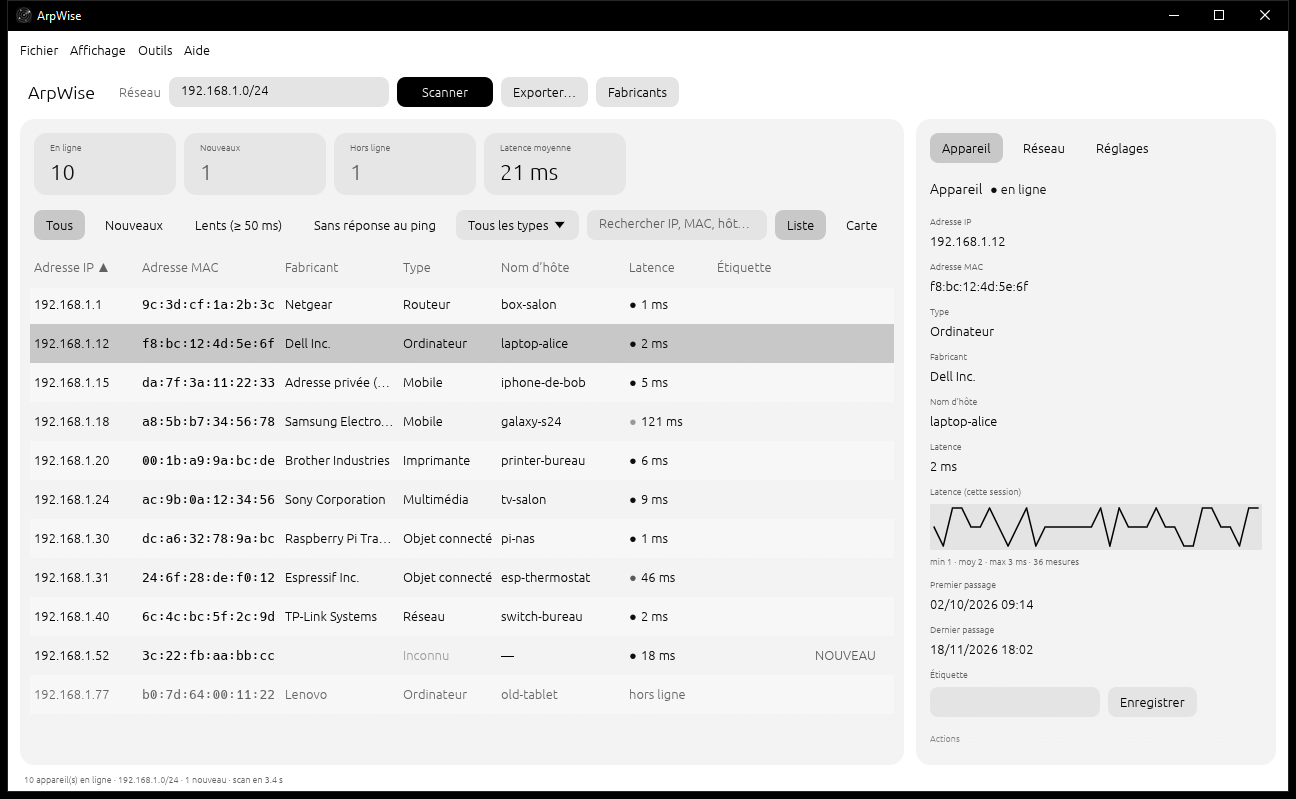 ArpWise
Fichier Affichage Outils Aide
ArpWise Réseau 192.168.1.0/24 Scanner Exporter... Fabricants
En ligne Nouveaux Hors ligne Latence moyenne
10 1 1 21 ms
Tous Nouveaux Lents (≥ 50 ms) Sans réponse au ping Tous les types ▼ Rechercher IP, MAC, hôt... Liste Carte
Adresse IP ▲ Adresse MAC Fabricant Type Nom d'hôte Latence Étiquette
192.168.1.1 9c:3d:cf:1a:2b:3c Netgear Routeur box-salon ● 1 ms
192.168.1.12 f8:bc:12:4d:5e:6f Dell Inc. Ordinateur laptop-alice ● 2 ms
192.168.1.15 da:7f:3a:11:22:33 Adresse privée (... Mobile iphone-de-bob ● 5 ms
192.168.1.18 a8:5b:b7:34:56:78 Samsung Electro... Mobile galaxy-s24 ● 121 ms
192.168.1.20 00:1b:a9:9a:bc:de Brother Industries Imprimante printer-bureau ● 6 ms
192.168.1.24 ac:9b:0a:12:34:56 Sony Corporation Multimédia tv-salon ● 9 ms
192.168.1.30 dc:a6:32:78:9a:bc Raspberry Pi Tra... Objet connecté pi-nas ● 1 ms
192.168.1.31 24:6f:28:de:f0:12 Espressif Inc. Objet connecté esp-thermostat ● 46 ms
192.168.1.40 6c:4c:bc:5f:2c:9d TP-Link Systems Réseau switch-bureau ● 2 ms
192.168.1.52 3c:22:fb:aa:bb:cc Inconnu — ● 18 ms NOUVEAU
192.168.1.77 b0:7d:64:00:11:22 Lenovo Ordinateur old-tablet hors ligne
Appareil Réseau Réglages
Appareil ● en ligne
Adresse IP
192.168.1.12
Adresse MAC
f8:bc:12:4d:5e:6f
Type
Ordinateur
Fabricant
Dell Inc.
Nom d'hôte
laptop-alice
Latence
2 ms
Latence (cette session)
min 1 · moy 2 · max 3 ms · 36 mesures
Premier passage
02/10/2026 09:14
Dernier passage
18/11/2026 18:02
Étiquette
Enregistrer
Actions
10 appareil(s) en ligne · 192.168.1.0/24 · 1 nouveau · scan en 3.4 s